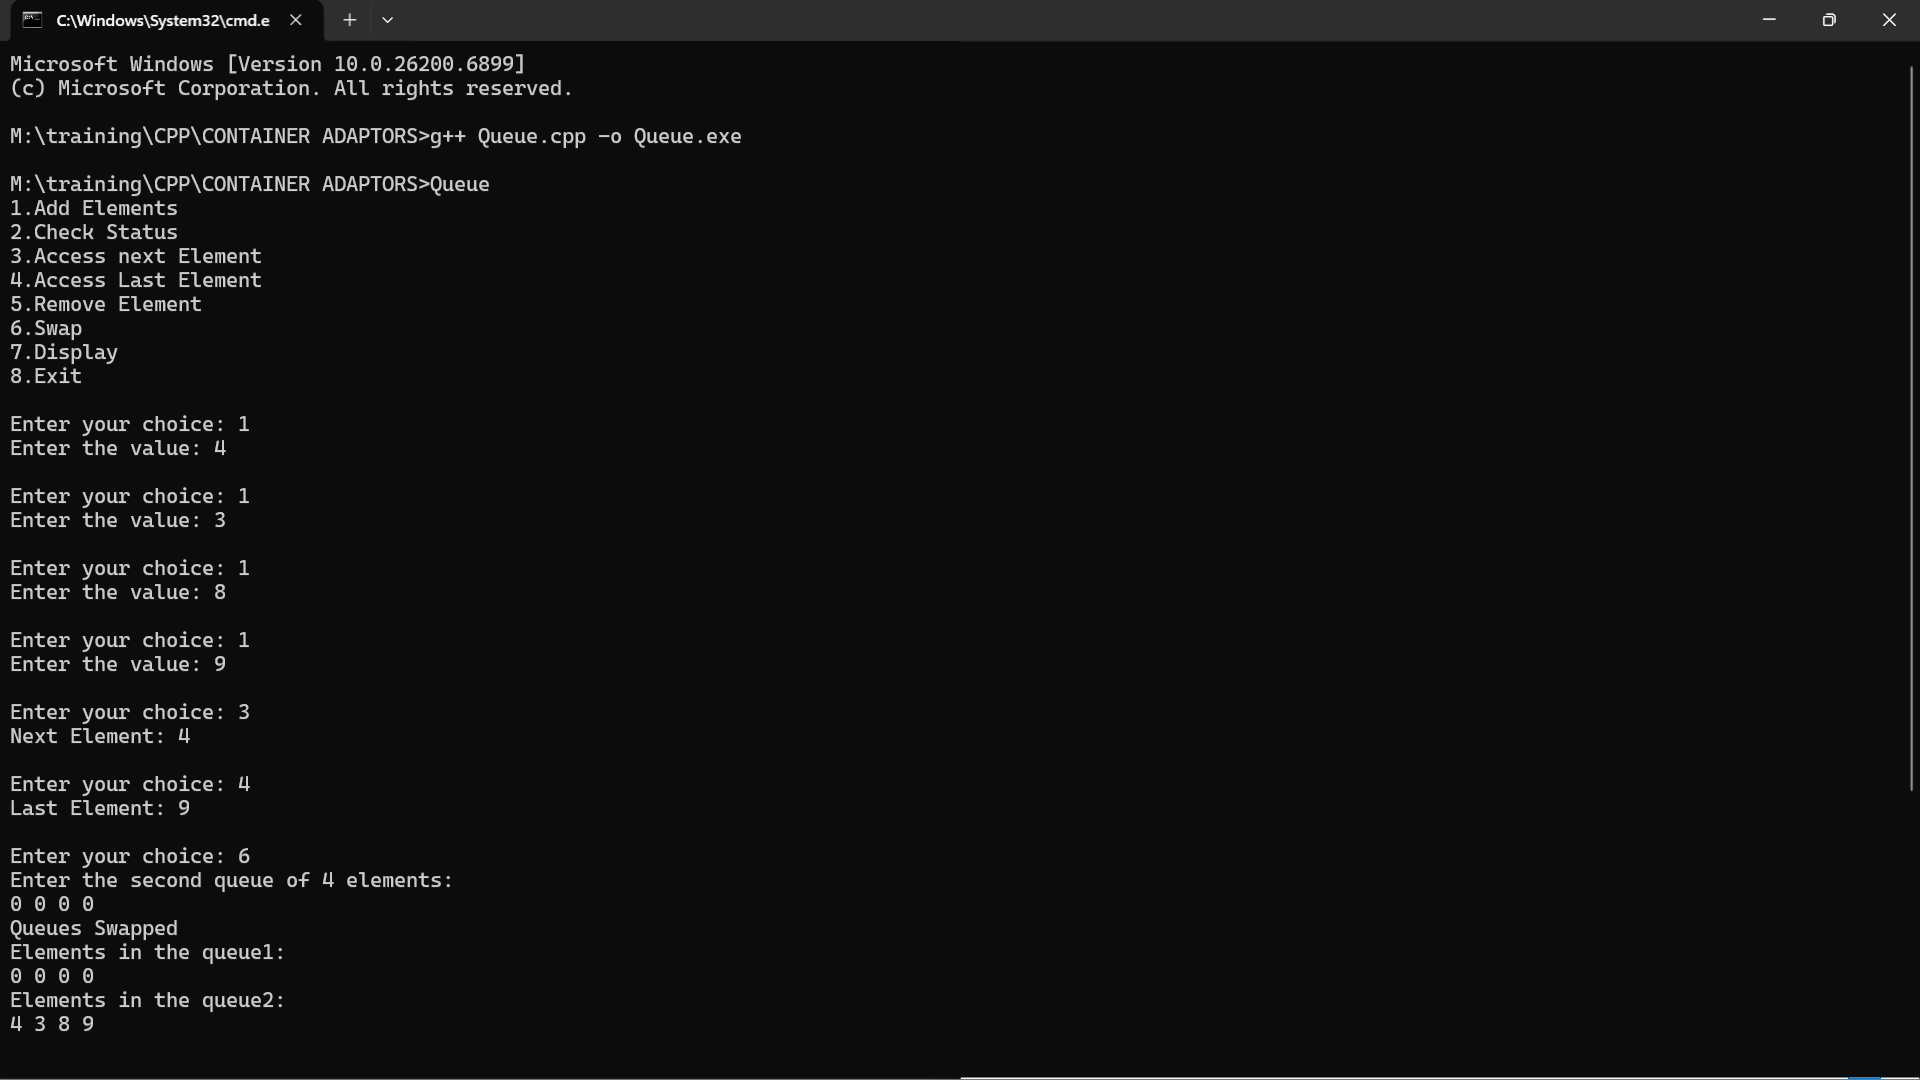 C:\Windows\System32\cmd.e
Microsoft Windows [Version 10.0.26200.6899]
(c) Microsoft Corporation. All rights reserved.
M:\training\CPP\CONTAINER ADAPTORS>g++ Queue.cpp -o Queue.exe
M:\training\CPP\CONTAINER ADAPTORS>Queue
1.Add Elements
2.Check Status
3.Access next Element
4.Access Last Element
5.Remove Element
6.Swap
7.Display
8.Exit
Enter your choice: 1
Enter the value: 4
Enter your choice: 1
Enter the value: 3
Enter your choice: 1
Enter the value: 8
Enter your choice: 1
Enter the value: 9
Enter your choice: 3
Next Element: 4
Enter your choice: 4
Last Element: 9
Enter your choice: 6
Enter the second queue of 4 elements:
0 0 0 0
Queues Swapped
Elements in the queue1:
0 0 0 0
Elements in the queue2:
4 3 8 9